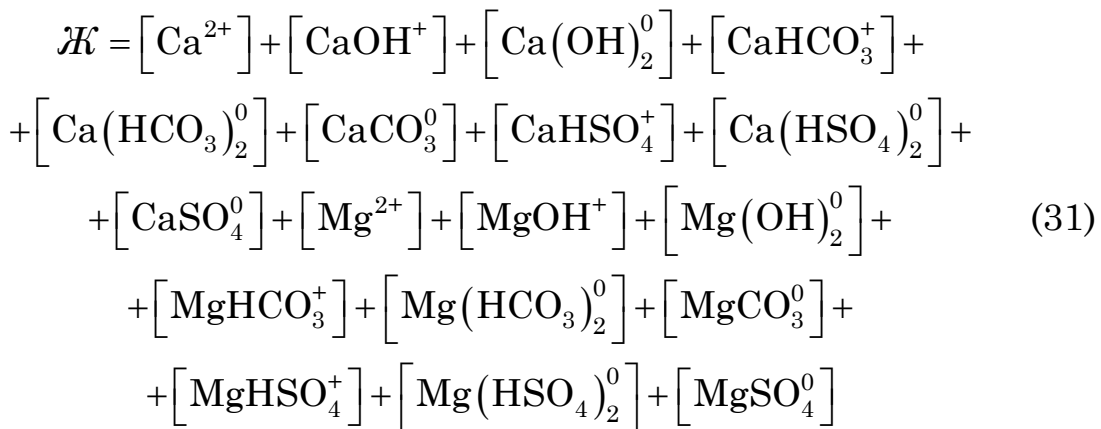 Ж = [Ca²⁺] + [CaOH⁺] + [Ca(OH)₂⁰] + [CaHCO₃⁺] +
+ [Ca(HCO₃)₂⁰] + [CaCO₃⁰] + [CaHSO₄⁺] + [Ca(HSO₄)₂⁰] +
+ [CaSO₄⁰] + [Mg²⁺] + [MgOH⁺] + [Mg(OH)₂⁰] + (31)
+ [MgHCO₃⁺] + [Mg(HCO₃)₂⁰] + [MgCO₃⁰] +
+ [MgHSO₄⁺] + [Mg(HSO₄)₂⁰] + [MgSO₄⁰]